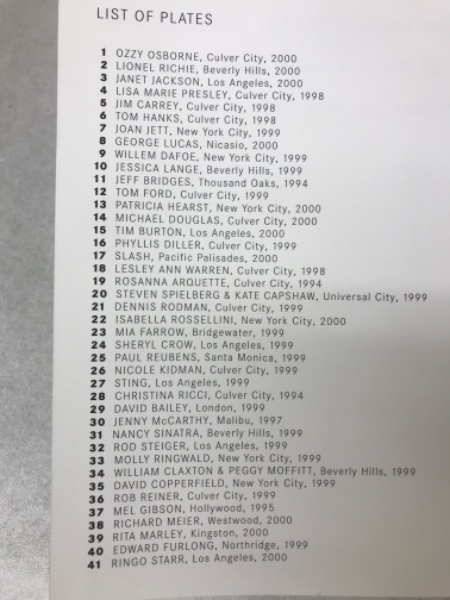 LIST OF PLATES
1 OZZY OSBORNE, Culver City, 2000
2 LIONEL RICHIE, Beverly Hills, 2000
3 JANET JACKSON, Los Angeles, 2000
4 LISA MARIE PRESLEY, Culver City, 1998
5 JIM CARREY, Culver City, 1998
6 TOM HANKS, Culver City, 1998
7 JOAN JETT, New York City, 1999
8 GEORGE LUCAS, Nicasio, 2000
9 WILLEM DAFOE, New York City, 1999
10 JESSICA LANGE, Beverly Hills, 1999
11 JEFF BRIDGES, Thousand Oaks, 1994
12 TOM FORD, Culver City, 1999
13 PATRICIA HEARST, New York City, 2000
14 MICHAEL DOUGLAS, Culver City, 2000
15 TIM BURTON, Los Angeles, 2000
16 PHYLLIS DILLER, Culver City, 1999
17 SLASH, Pacific Palisades, 2000
18 LESLEY ANN WARREN, Culver City, 1998
19 ROSANNA ARQUETTE, Culver City, 1994
20 STEVEN SPIELBERG & KATE CAPSHAW, Universal City, 1999
21 DENNIS RODMAN, Culver City, 1999
22 ISABELLA ROSSELLINI, New York City, 2000
23 MIA FARROW, Bridgewater, 1999
24 SHERYL CROW, Los Angeles, 1999
25 PAUL REUBENS, Santa Monica, 1999
26 NICOLE KIDMAN, Culver City, 1999
27 STING, Los Angeles, 1999
28 CHRISTINA RICCI, Culver City, 1994
29 DAVID BAILEY, London, 1999
30 JENNY McCARTHY, Malibu, 1997
31 NANCY SINATRA, Beverly Hills, 1999
32 ROD STEIGER, Los Angeles, 1999
33 MOLLY RINGWALD, New York City, 1999
34 WILLIAM CLAXTON & PEGGY MOFFITT, Beverly Hills, 1999
35 DAVID COPPERFIELD, New York City, 1999
36 ROB REINER, Culver City, 1999
37 MEL GIBSON, Hollywood, 1995
38 RICHARD MEIER, Westwood, 2000
39 RITA MARLEY, Kingston, 2000
40 EDWARD FURLONG, Northridge, 1999
41 RINGO STARR, Los Angeles, 2000